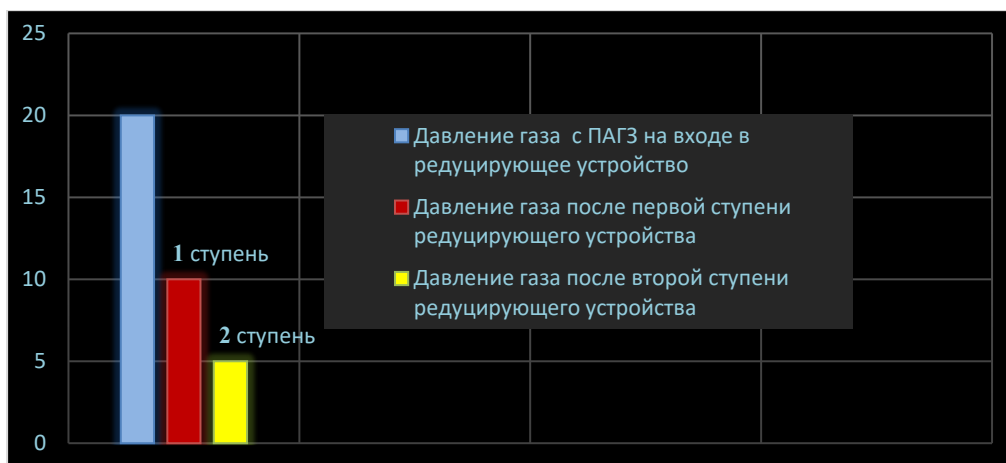 25
20
15
10
5
0
1 ступень
2 ступень
Давление газа с ПАГЗ на входе в
редуцирующее устройство
Давление газа после первой ступени
редуцирующего устройства
Давление газа после второй ступени
редуцирующего устройства